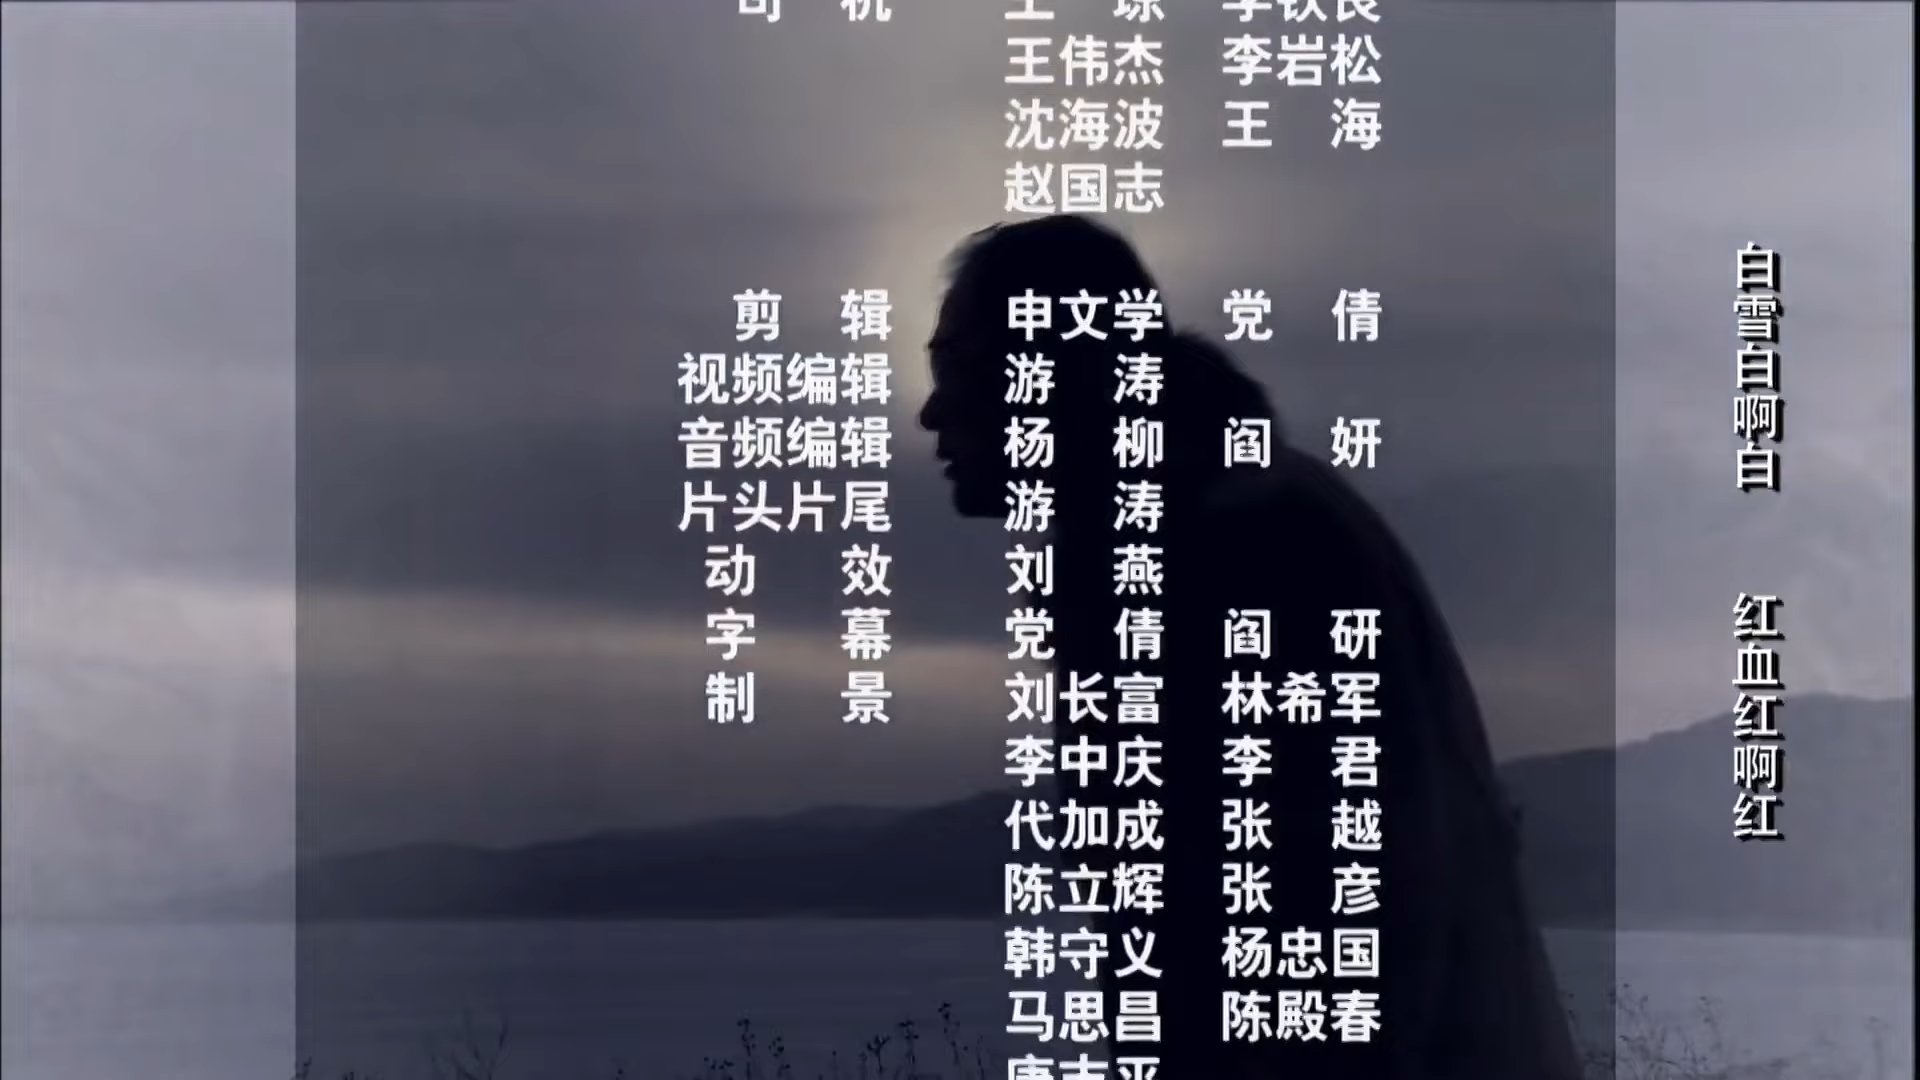 王伟杰 李岩松
沈海波 王 海
赵国志
剪 辑 申文学 党 倩
视频编辑 游 涛
音频编辑 杨 柳 阎 妍
片头片尾 游 涛
动 效 刘 燕
字 幕 党 倩 阎 研
制 景 刘长富 林希军
李中庆 李 君
代加成 张 越
陈立辉 张 彦
韩守义 杨忠国
马思昌 陈殿春
白雪白啊白 红血红啊红